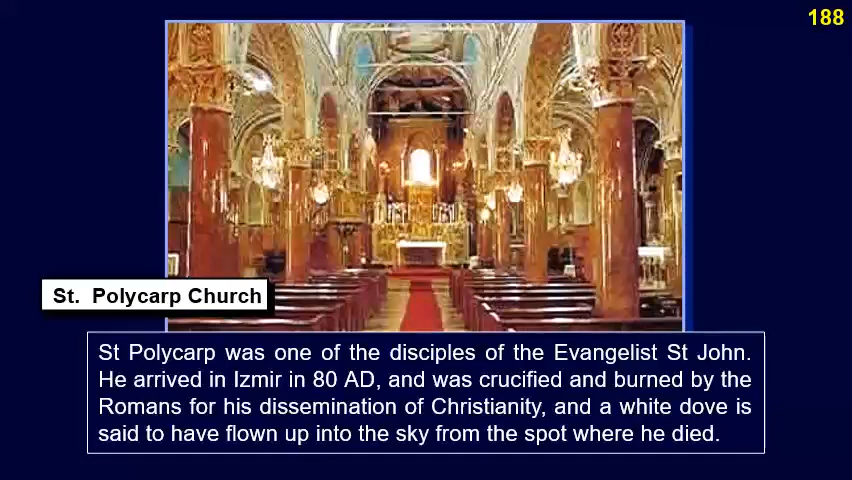 188
St. Polycarp Church
St Polycarp was one of the disciples of the Evangelist St John.
He arrived in Izmir in 80 AD, and was crucified and burned by the
Romans for his dissemination of Christianity, and a white dove is
said to have flown up into the sky from the spot where he died.